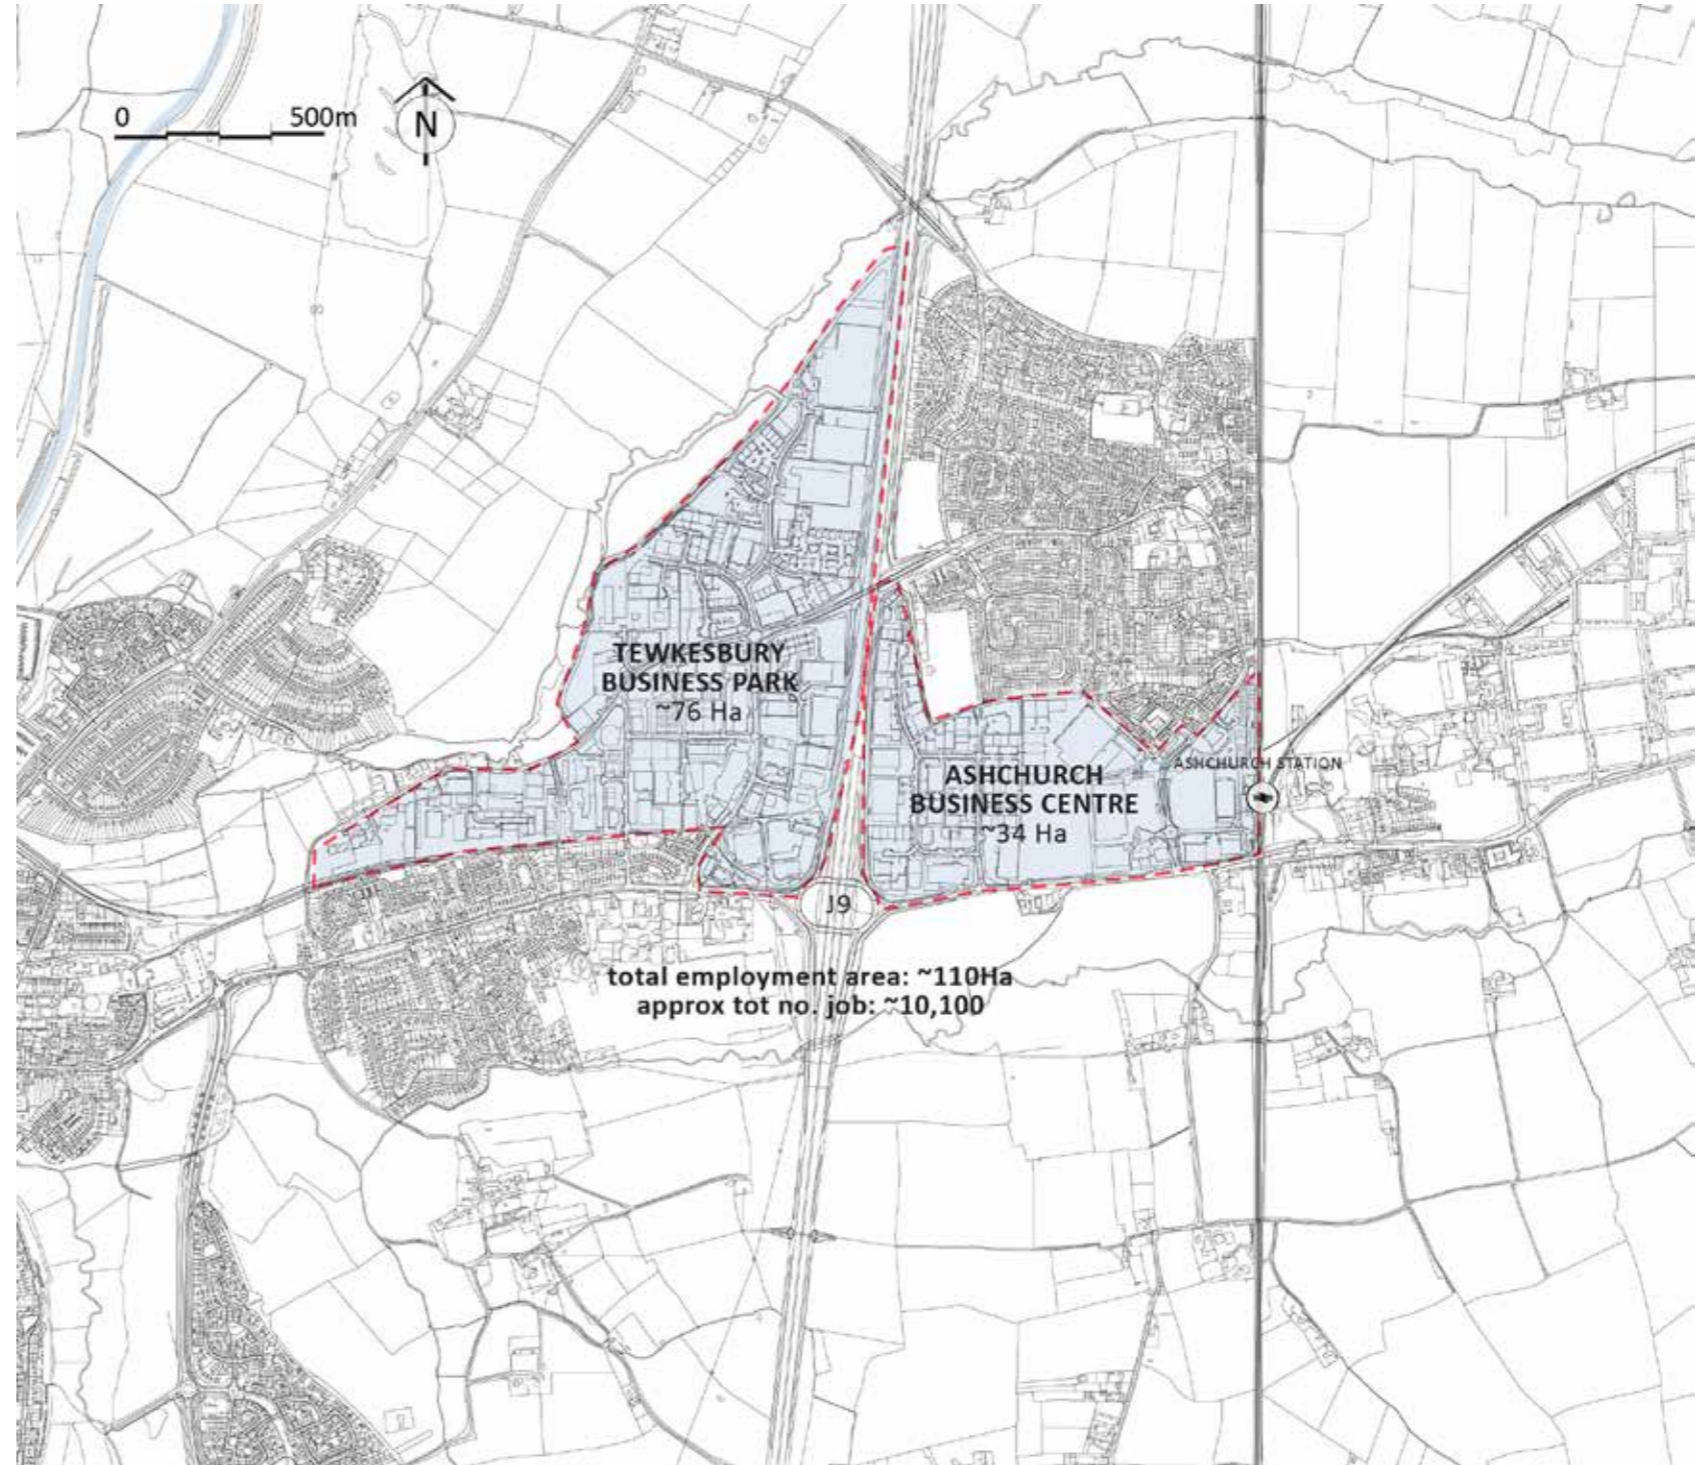 0 500m
N
TEWKESBURY
BUSINESS PARK
~76 Ha
ASHCHURCH STATION
ASHCHURCH
BUSINESS CENTRE
~34 Ha
J9
total employment area: ~110Ha
approx tot no. job: ~10,100